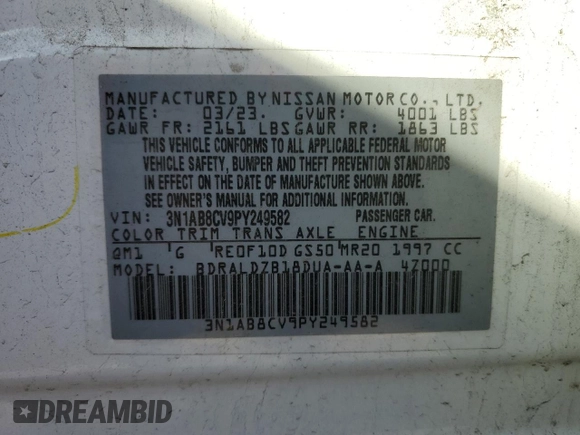 MANUFACTURED BY NISSAN MOTOR CO., LTD.
DATE: 03/23. GVWR: 4001 LBS
GAWR FR: 2161 LBS GAWR RR: 1863 LBS
THIS VEHICLE CONFORMS TO ALL APPLICABLE FEDERAL MOTOR
VEHICLE SAFETY, BUMPER AND THEFT PREVENTION STANDARDS
IN EFFECT ON THE DATE OF MANUFACTURE SHOWN ABOVE.
SEE OWNER'S MANUAL FOR ADDITIONAL INFORMATION.
VIN: 3N1AB8CV9PY249582 PASSENGER CAR.
COLOR TRIM TRANS AXLE ENGINE
QM1 G RE0F10D GS50 MR20 1997 CC
MODEL: BDRALDZB18DUA-AA-A 47000
3N1AB8CV9PY249582
DREAMBID